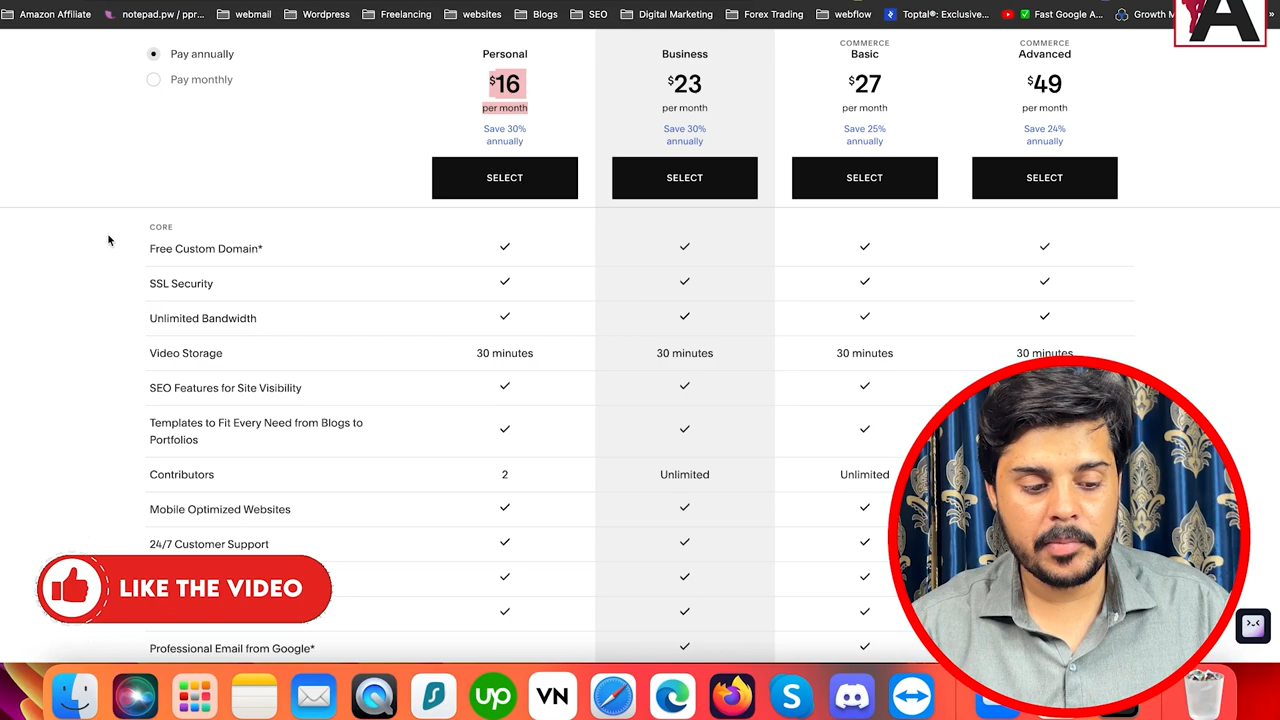 Amazon Affiliate
notepad.pw / ppr...
webmail
Wordpress
Freelancing
websites
Blogs
SEO
Digital Marketing
Forex Trading
webflow
Toptal®: Exclusive...
Fast Google A...
Growth M
»
A
Pay annually
Pay monthly
Personal
$16
per month
Save 30%
annually
SELECT
Business
$23
per month
Save 30%
annually
SELECT
COMMERCE
Basic
$27
per month
Save 25%
annually
SELECT
COMMERCE
Advanced
$49
per month
Save 24%
annually
SELECT
CORE
Free Custom Domain*
SSL Security
Unlimited Bandwidth
Video Storage 30 minutes 30 minutes 30 minutes 30 minutes
SEO Features for Site Visibility
Templates to Fit Every Need from Blogs to
Portfolios
Contributors 2 Unlimited Unlimited
Mobile Optimized Websites
24/7 Customer Support
LIKE THE VIDEO
Professional Email from Google*
up
VN
S